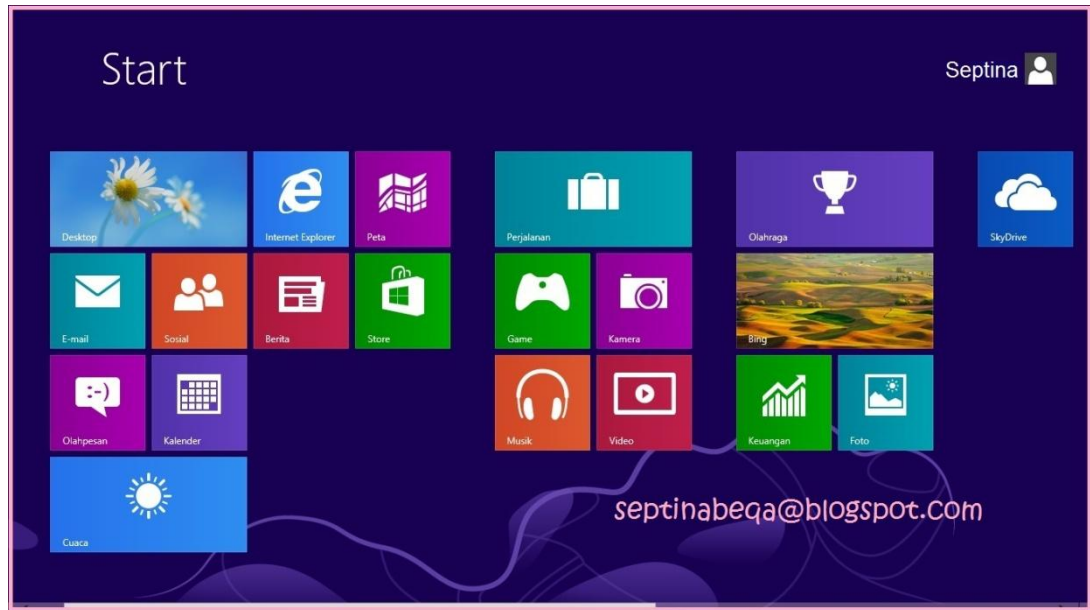 Start
Septina
Desktop
Internet Explorer
Peta
Perjalanan
Olahraga
SkyDrive
E-mail
Sosial
Berita
Store
Game
Kamera
Bing
Olahpesan
:-)
Kalender
Musik
Video
Keuangan
Foto
Cuaca
septinabeqa@blogspot.com